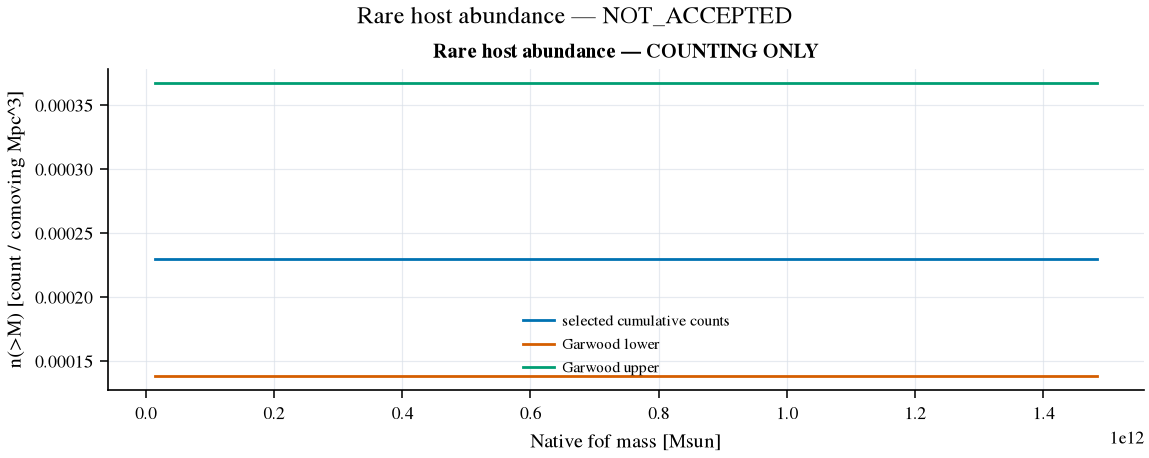 Rare host abundance — NOT_ACCEPTED
Rare host abundance — COUNTING ONLY
n(>M) [count / comoving Mpc^3]
0.00035
0.00030
0.00025
0.00020
0.00015
selected cumulative counts
Garwood lower
Garwood upper
0.0 0.2 0.4 0.6 0.8 1.0 1.2 1.4
1e12
Native fof mass [Msun]